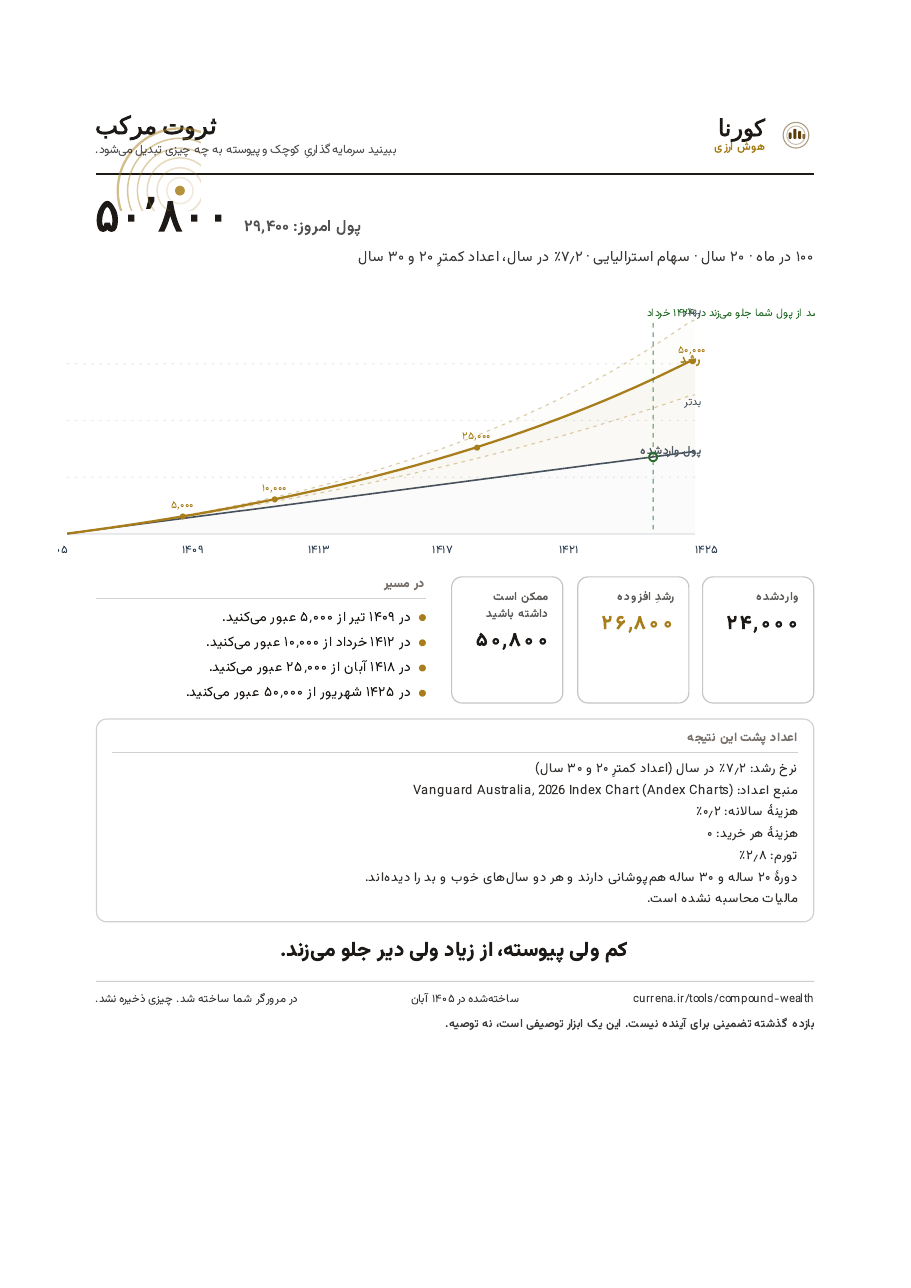 کورنا
هوش ارزی
ثروت مرکب
ببینید سرمایه‌گذاریِ کوچک و پیوسته به چه چیزی تبدیل می‌شود.
۵۰٬۸۰۰
پول امروز: ۲۹,۴۰۰
۱۰۰ در ماه · ۲۰ سال · سهام استرالیایی · ۷٫۲٪ در سال، اعداد کمترِ ۲۰ و ۳۰ سال
از پول شما جلو می‌زند در
خرداد
۵۰,۰۰۰
رشد
بدتر
۲۵,۰۰۰
پول واردشده
۱۰,۰۰۰
۵,۰۰۰
۱۴۰۹
۱۴۱۳
۱۴۱۷
۱۴۲۱
۱۴۲۵
واردشده
۲۴,۰۰۰
رشدِ افزوده
۲۶,۸۰۰
ممکن است
داشته باشید
۵۰,۸۰۰
در مسیر
در ۱۴۰۹ تیر از ۵,۰۰۰ عبور می‌کنید.
در ۱۴۱۲ خرداد از ۱۰,۰۰۰ عبور می‌کنید.
در ۱۴۱۸ آبان از ۲۵,۰۰۰ عبور می‌کنید.
در ۱۴۲۵ شهریور از ۵۰,۰۰۰ عبور می‌کنید.
اعداد پشت این نتیجه
نرخ رشد: ۷٫۲٪ در سال (اعداد کمترِ ۲۰ و ۳۰ سال)
منبع اعداد: Vanguard Australia, 2026 Index Chart (Andex Charts)
هزینهٔ سالانه: ۰٫۲٪
هزینهٔ هر خرید: ۰
تورم: ۲٫۸٪
دورهٔ ۲۰ ساله و ۳۰ ساله هم‌پوشانی دارند و هر دو سال‌های خوب و بد را دیده‌اند.
مالیات محاسبه نشده است.
کم ولی پیوسته، از زیاد ولی دیر جلو می‌زند.
currena.ir/tools/compound-wealth
ساخته‌شده در ۱۴۰۵ آبان
در مرورگر شما ساخته شد. چیزی ذخیره نشد.
بازده گذشته تضمینی برای آینده نیست. این یک ابزار توصیفی است، نه توصیه.